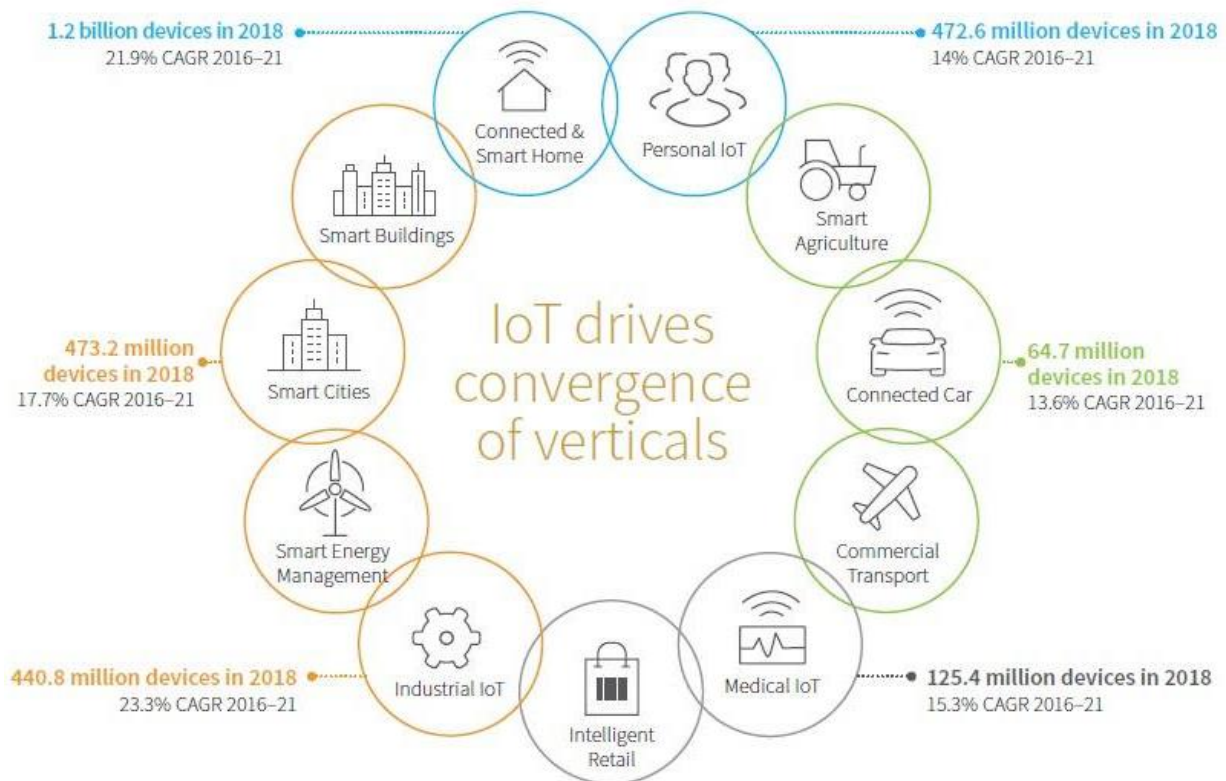 1.2 billion devices in 2018
21.9% CAGR 2016–21
472.6 million devices in 2018
14% CAGR 2016–21
Connected &
Smart Home
Personal IoT
Smart Buildings
Smart
Agriculture
IoT drives
convergence
of verticals
473.2 million
devices in 2018
17.7% CAGR 2016–21
Smart Cities
Connected Car
64.7 million
devices in 2018
13.6% CAGR 2016–21
Smart Energy
Management
Commercial
Transport
440.8 million devices in 2018
23.3% CAGR 2016–21
Industrial IoT
Intelligent
Retail
Medical IoT
125.4 million devices in 2018
15.3% CAGR 2016–21